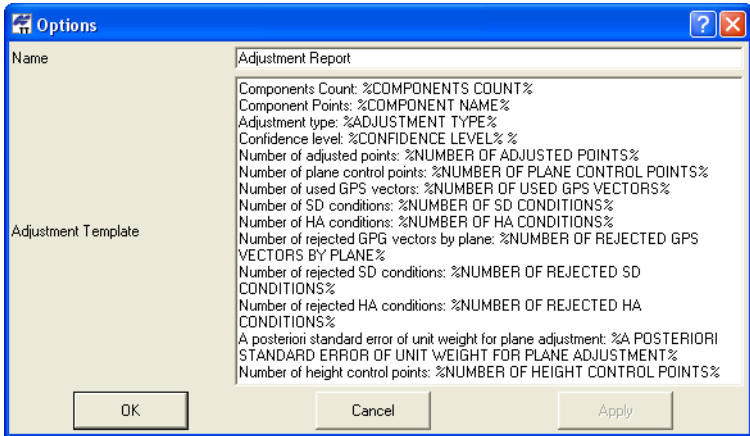 Options
Name
Adjustment Report
Components Count: %COMPONENTS COUNT%
Component Points: %COMPONENT NAME%
Adjustment type: %ADJUSTMENT TYPE%
Confidence level: %CONFIDENCE LEVEL% %
Number of adjusted points: %NUMBER OF ADJUSTED POINTS%
Number of plane control points: %NUMBER OF PLANE CONTROL POINTS%
Number of used GPS vectors: %NUMBER OF USED GPS VECTORS%
Number of SD conditions: %NUMBER OF SD CONDITIONS%
Number of HA conditions: %NUMBER OF HA CONDITIONS%
Adjustment Template
Number of rejected GPG vectors by plane: %NUMBER OF REJECTED GPS
VECTORS BY PLANE%
Number of rejected SD conditions: %NUMBER OF REJECTED SD
CONDITIONS%
Number of rejected HA conditions: %NUMBER OF REJECTED HA
CONDITIONS%
A posteriori standard error of unit weight for plane adjustment: %A POSTERIORI
STANDARD ERROR OF UNIT WEIGHT FOR PLANE ADJUSTMENT%
Number of height control points: %NUMBER OF HEIGHT CONTROL POINTS%
OK
Cancel
Apply